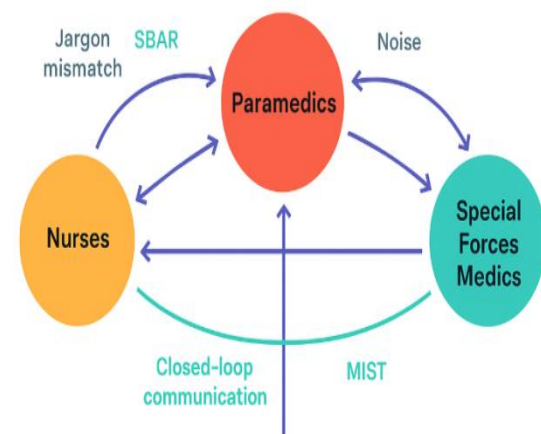 Jargon
mismatch
SBAR
Noise
Paramedics
Nurses
Special
Forces
Medics
Closed-loop
communication
MIST